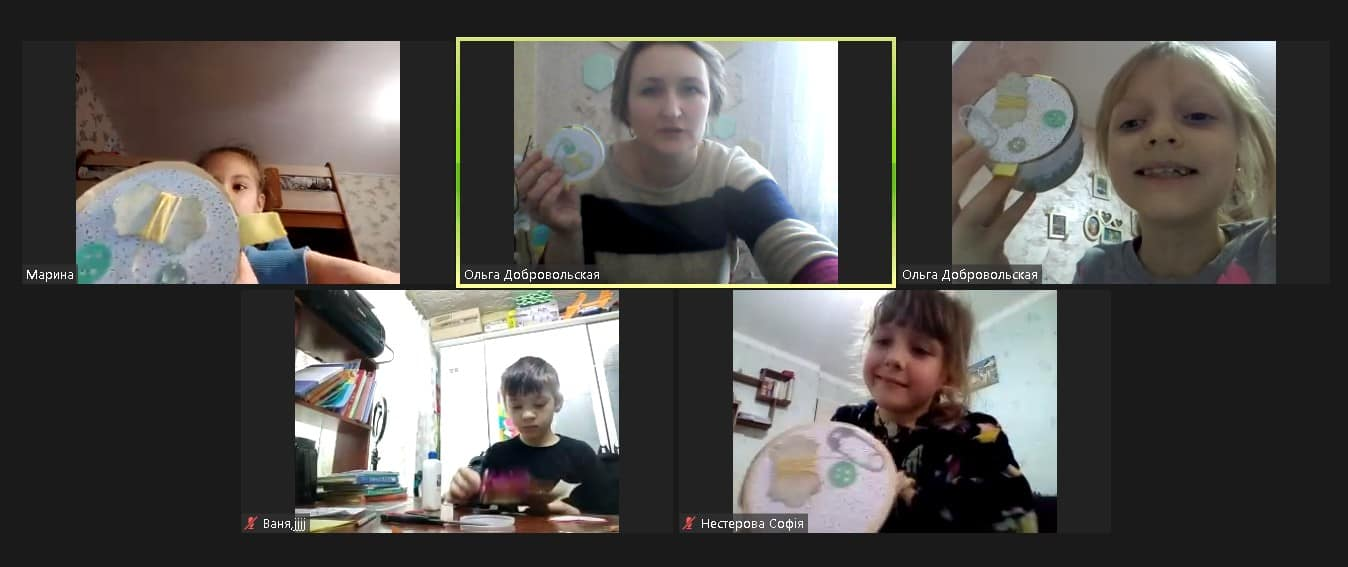 Марина
Ольга Добровольская
Ольга Добровольская
Ваня,jjjj
Нестерова Софія